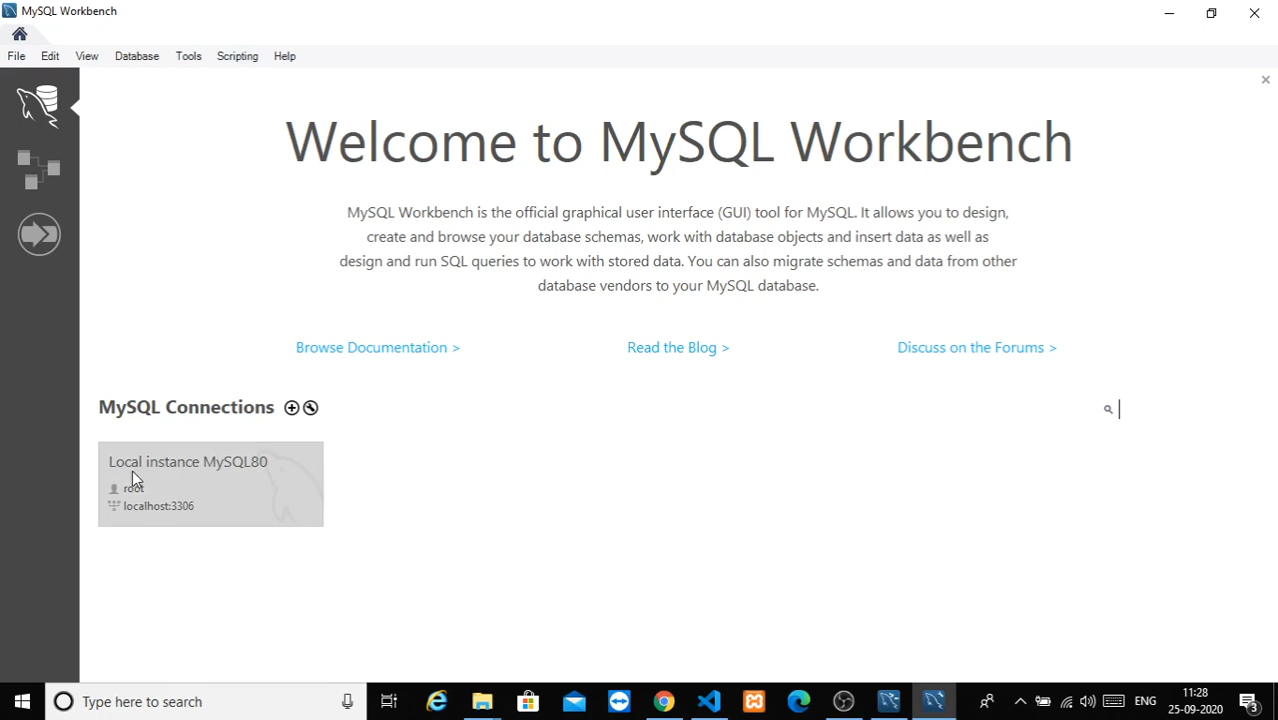 MySQL Workbench
File Edit View Database Tools Scripting Help
Welcome to MySQL Workbench
MySQL Workbench is the official graphical user interface (GUI) tool for MySQL. It allows you to design,
create and browse your database schemas, work with database objects and insert data as well as
design and run SQL queries to work with stored data. You can also migrate schemas and data from other
database vendors to your MySQL database.
Browse Documentation > Read the Blog > Discuss on the Forums >
MySQL Connections
Local instance MySQL80
root
localhost:3306
Type here to search
ENG
11:28
25-09-2020
3